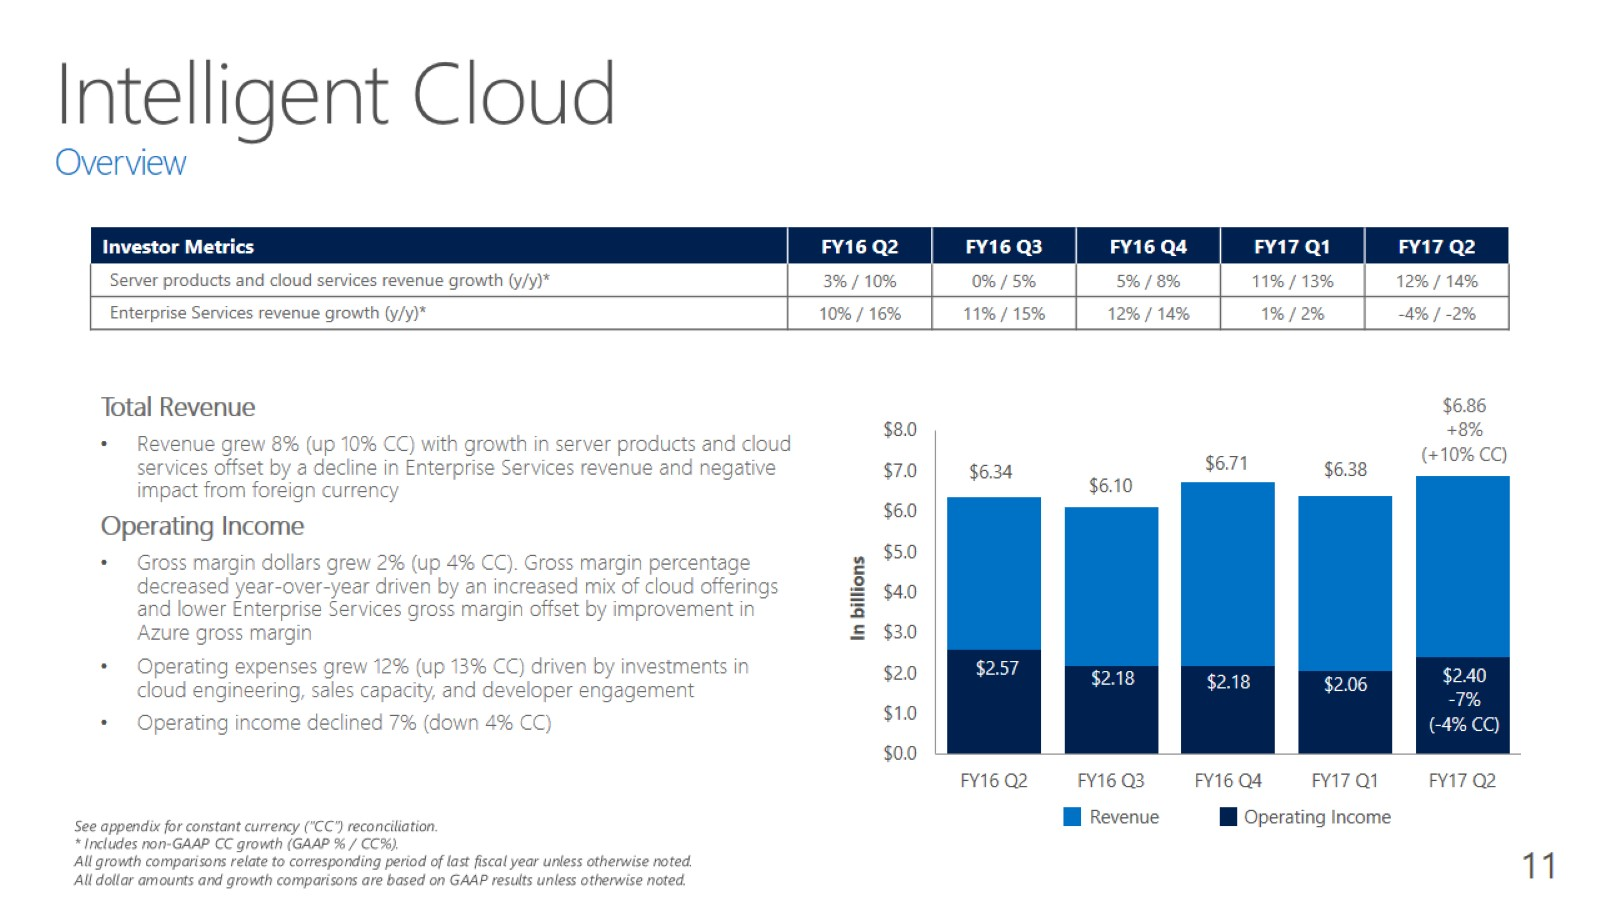 Intelligent Cloud
Overview
Investor Metrics FY16 Q2 FY16 Q3 FY16 Q4 FY17 Q1 FY17 Q2
Server products and cloud services revenue growth (y/y)* 3% / 10% 0% / 5% 5% / 8% 11% / 13% 12% / 14%
Enterprise Services revenue growth (y/y)* 10% / 16% 11% / 15% 12% / 14% 1% / 2% -4% / -2%
Total Revenue
• Revenue grew 8% (up 10% CC) with growth in server products and cloud
services offset by a decline in Enterprise Services revenue and negative
impact from foreign currency
Operating Income
• Gross margin dollars grew 2% (up 4% CC). Gross margin percentage
decreased year-over-year driven by an increased mix of cloud offerings
and lower Enterprise Services gross margin offset by improvement in
Azure gross margin
• Operating expenses grew 12% (up 13% CC) driven by investments in
cloud engineering, sales capacity, and developer engagement
• Operating income declined 7% (down 4% CC)
In billions
$8.0
$7.0
$6.0
$5.0
$4.0
$3.0
$2.0
$1.0
$0.0
$6.34
$6.10
$6.71
$6.38
$6.86
+8%
(+10% CC)
$2.57
$2.18
$2.18
$2.06
$2.40
-7%
(-4% CC)
FY16 Q2 FY16 Q3 FY16 Q4 FY17 Q1 FY17 Q2
Revenue Operating Income
See appendix for constant currency ("CC") reconciliation.
* Includes non-GAAP CC growth (GAAP % / CC%).
All growth comparisons relate to corresponding period of last fiscal year unless otherwise noted.
All dollar amounts and growth comparisons are based on GAAP results unless otherwise noted.
11